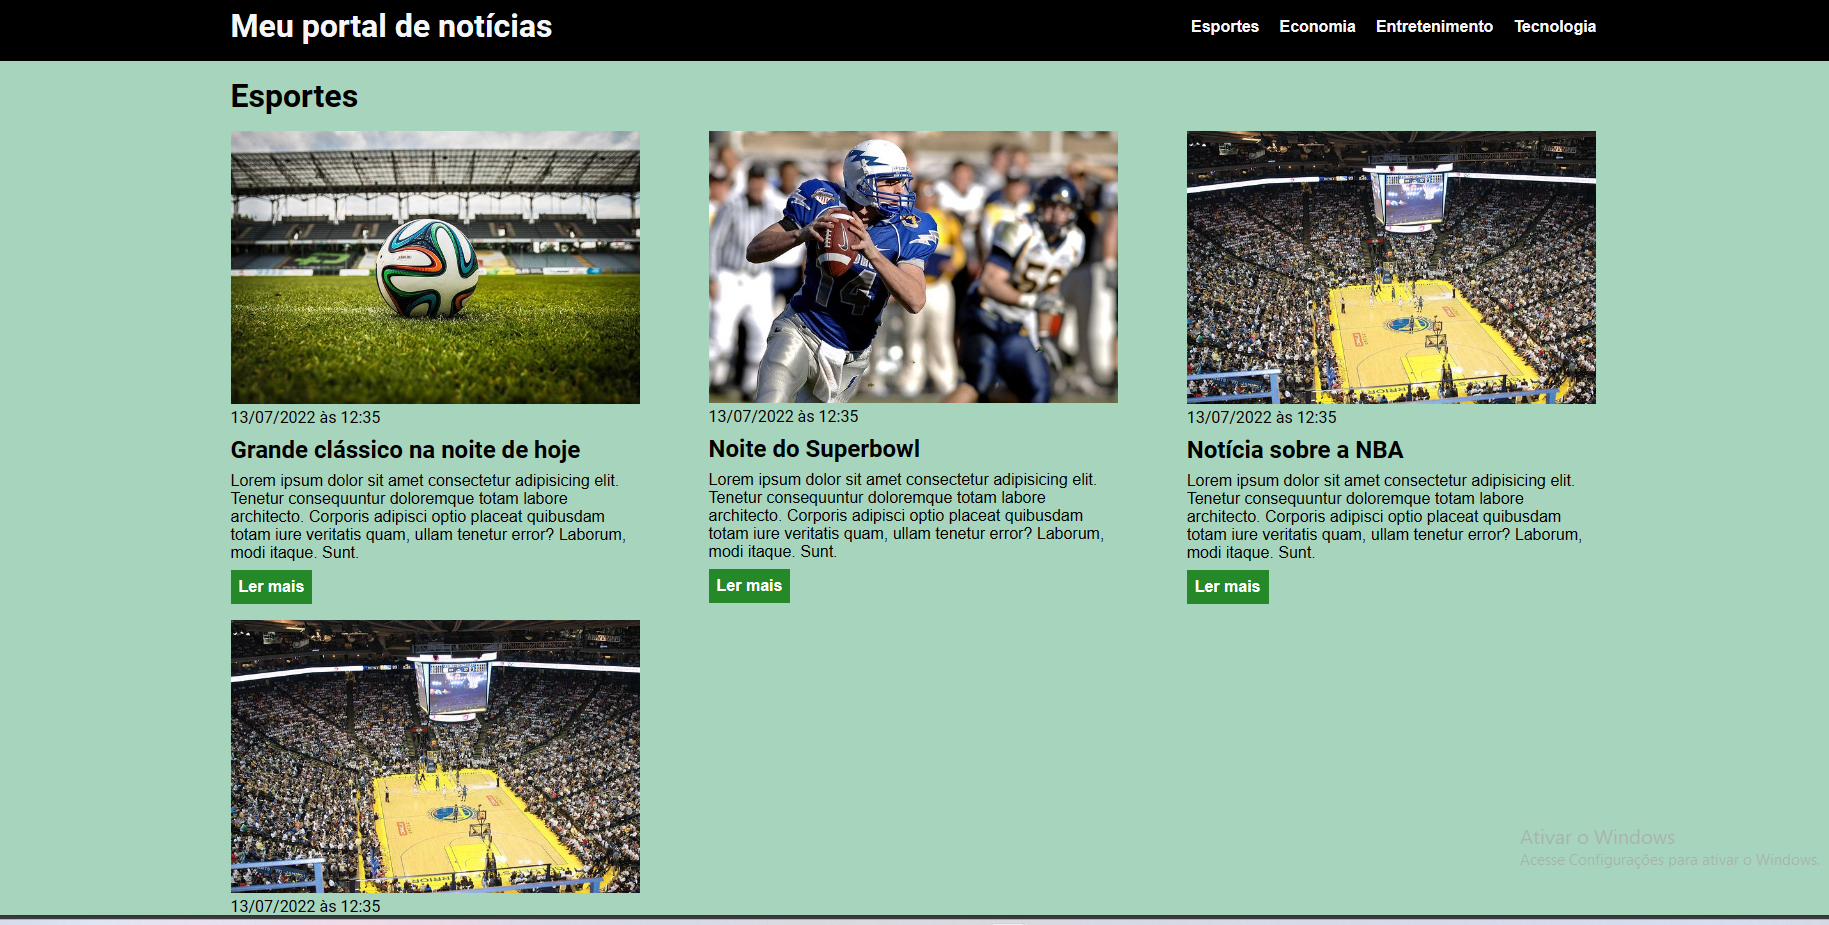 Meu portal de notícias
Esportes Economia Entretenimento Tecnologia
Esportes
13/07/2022 às 12:35
Grande clássico na noite de hoje
Lorem ipsum dolor sit amet consectetur adipisicing elit.
Tenetur consequuntur doloremque totam labore
architecto. Corporis adipisci optio placeat quibusdam
totam iure veritatis quam, ullam tenetur error? Laborum,
modi itaque. Sunt.
Ler mais
14
13/07/2022 às 12:35
Noite do Superbowl
Lorem ipsum dolor sit amet consectetur adipisicing elit.
Tenetur consequuntur doloremque totam labore
architecto. Corporis adipisci optio placeat quibusdam
totam iure veritatis quam, ullam tenetur error? Laborum,
modi itaque. Sunt.
Ler mais
13/07/2022 às 12:35
Notícia sobre a NBA
Lorem ipsum dolor sit amet consectetur adipisicing elit.
Tenetur consequuntur doloremque totam labore
architecto. Corporis adipisci optio placeat quibusdam
totam iure veritatis quam, ullam tenetur error? Laborum,
modi itaque. Sunt.
Ler mais
13/07/2022 às 12:35
Ativar o Windows
Acesse Configurações para ativar o Windows.